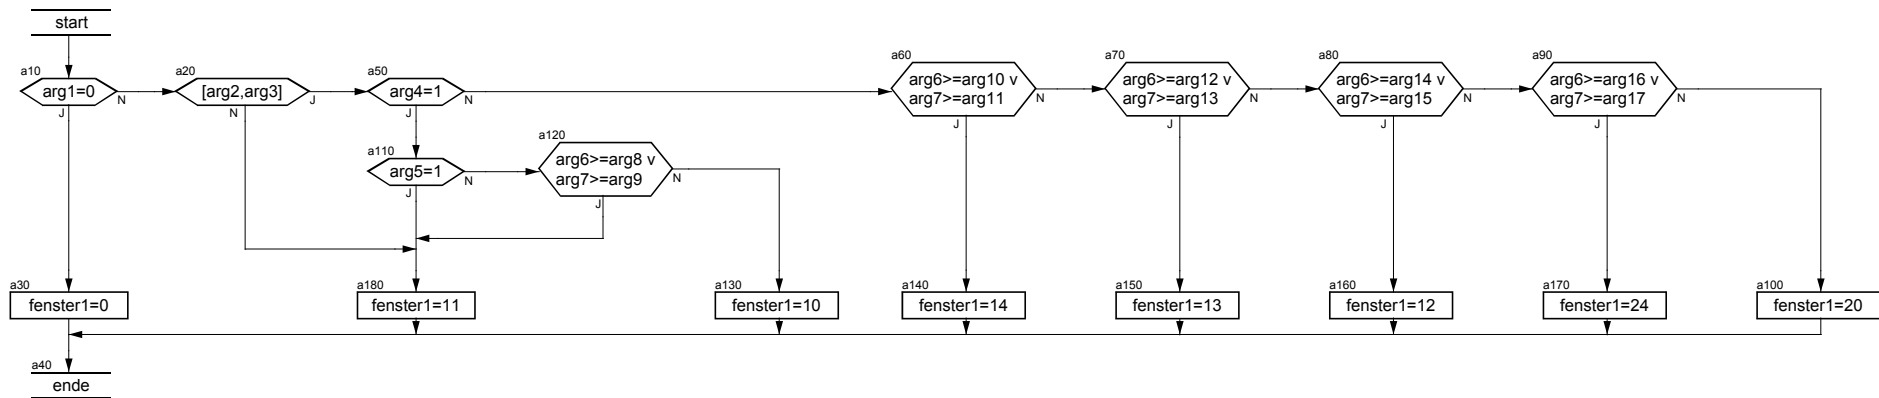 start
a10
arg1=0
N
J
a20
[arg2,arg3]
J
N
a50
arg4=1
N
J
a60
arg6>=arg10 v
arg7>=arg11
N
J
a70
arg6>=arg12 v
arg7>=arg13
N
J
a80
arg6>=arg14 v
arg7>=arg15
N
J
a90
arg6>=arg16 v
arg7>=arg17
N
J
a110
arg5=1
N
J
a120
arg6>=arg8 v
arg7>=arg9
N
J
a30
fenster1=0
a180
fenster1=11
a130
fenster1=10
a140
fenster1=14
a150
fenster1=13
a160
fenster1=12
a170
fenster1=24
a100
fenster1=20
a40
ende